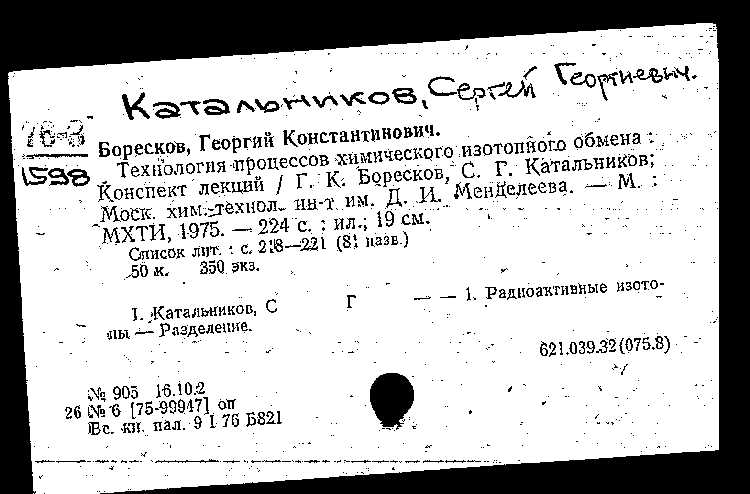 Катальников, Сергей Георгиевич.
76-3
1598
Боресков, Георгий Константинович.
Технология процессов химического изотопного обмена :
Конспект лекций / Г. К. Боресков, С. Г. Катальников;
Моск. хим.-технол. ин-т им. Д. И. Менделеева. — М. :
МХТИ, 1975. — 224 с. : ил.; 19 см.
Список лит. : с. 218—221 (81 назв.)
50 к. 350 экз.
I. Катальников, С Г — — 1. Радиоактивные изото-
пы — Разделение.
621.039.32(075.8)
№ 905 16.10.2
26 № 6 [75-99947] оп
Вс. кн. пал. 9 I 76 Б821